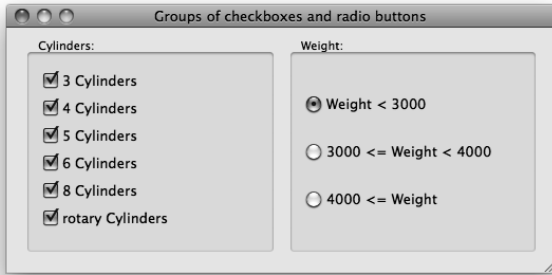 Groups of checkboxes and radio buttons
Cylinders:
3 Cylinders
4 Cylinders
5 Cylinders
6 Cylinders
8 Cylinders
rotary Cylinders
Weight:
Weight < 3000
3000 <= Weight < 4000
4000 <= Weight